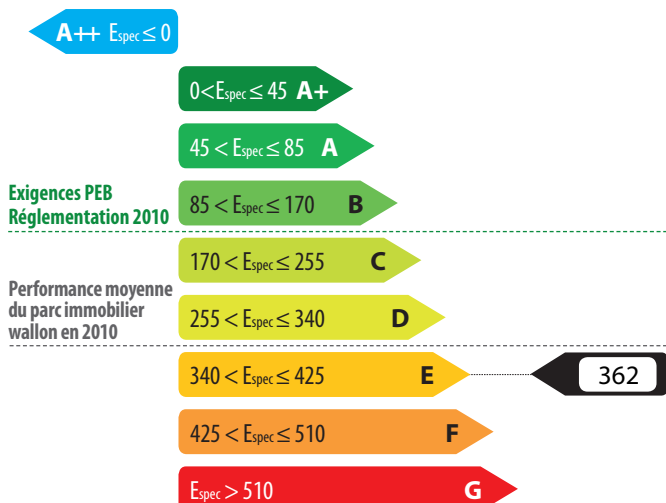 A++ Espec ≤ 0
0<Espec ≤ 45 A+
45 < Espec ≤ 85 A
Exigences PEB
Réglementation 2010
85 < Espec ≤ 170 B
170 < Espec ≤ 255 C
Performance moyenne
du parc immobilier
wallon en 2010
255 < Espec ≤ 340 D
340 < Espec ≤ 425 E
362
425 < Espec ≤ 510 F
Espec > 510 G